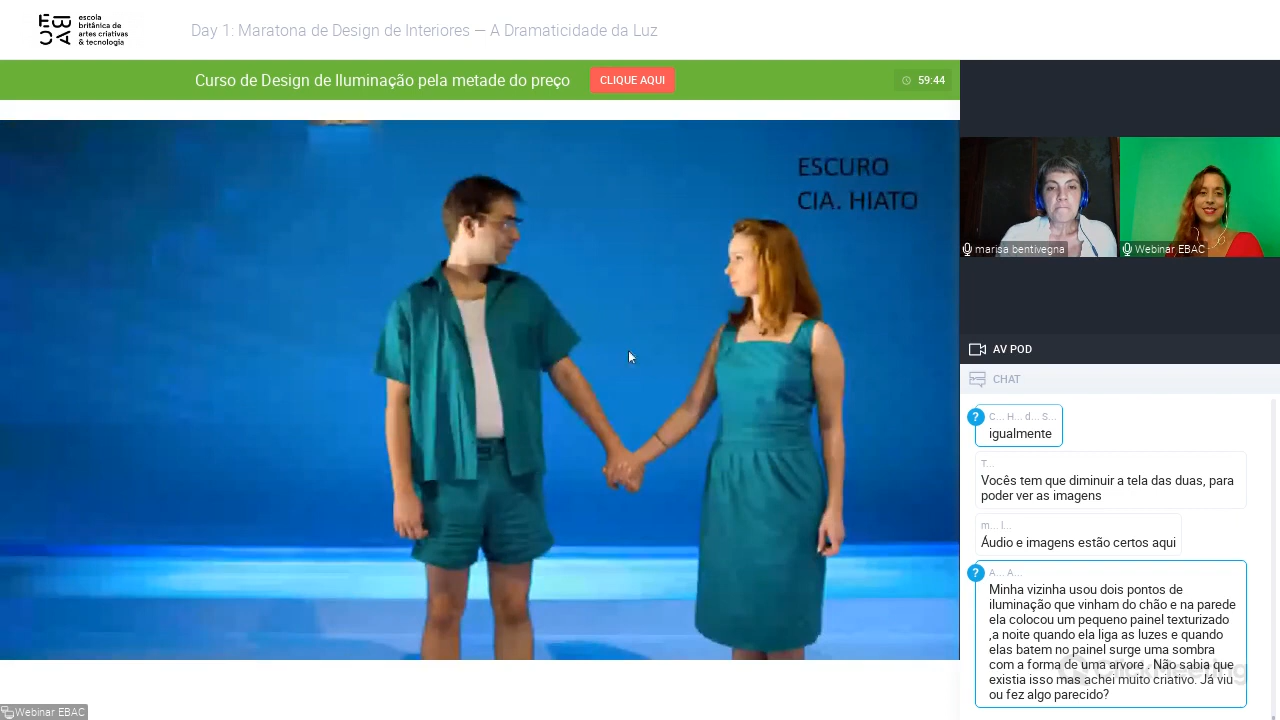 escola
britânica de
artes criativas
& tecnologia
Day 1: Maratona de Design de Interiores — A Dramaticidade da Luz
Curso de Design de Iluminação pela metade do preço
CLIQUE AQUI
59:44
ESCURO
CIA. HIATO
marisa bentivegna
Webinar EBAC
AV POD
CHAT
C... H... d... S...
igualmente
T...
Vocês tem que diminuir a tela das duas, para
poder ver as imagens
m... l...
Áudio e imagens estão certos aqui
A... A...
Minha vizinha usou dois pontos de
iluminação que vinham do chão e na parede
ela colocou um pequeno painel texturizado
,a noite quando ela liga as luzes e quando
elas batem no painel surge uma sombra
com a forma de uma arvore . Não sabia que
existia isso mas achei muito criativo. Já viu
ou fez algo parecido?
ClickMeeting
Webinar EBAC